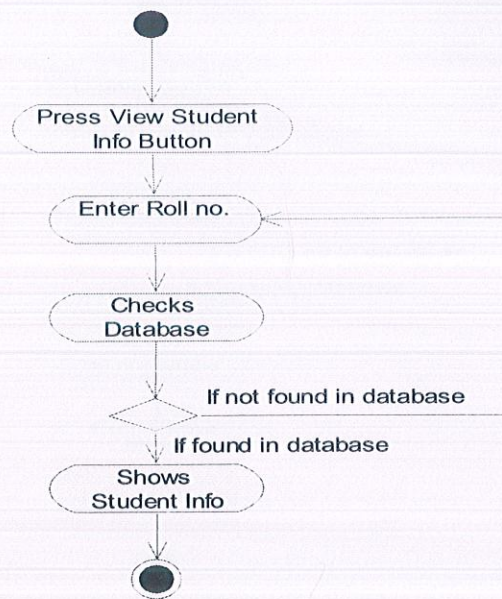 Press View Student
Info Button
Enter Roll no.
Checks
Database
If not found in database
If found in database
Shows
Student Info